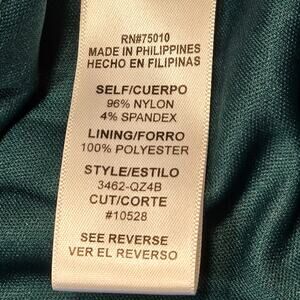 RN#75010
MADE IN PHILIPPINES
HECHO EN FILIPINAS
SELF/CUERPO
96% NYLON
4% SPANDEX
LINING/FORRO
100% POLYESTER
STYLE/ESTILO
3462-QZ4B
CUT/CORTE
#10528
SEE REVERSE
VER EL REVERSO